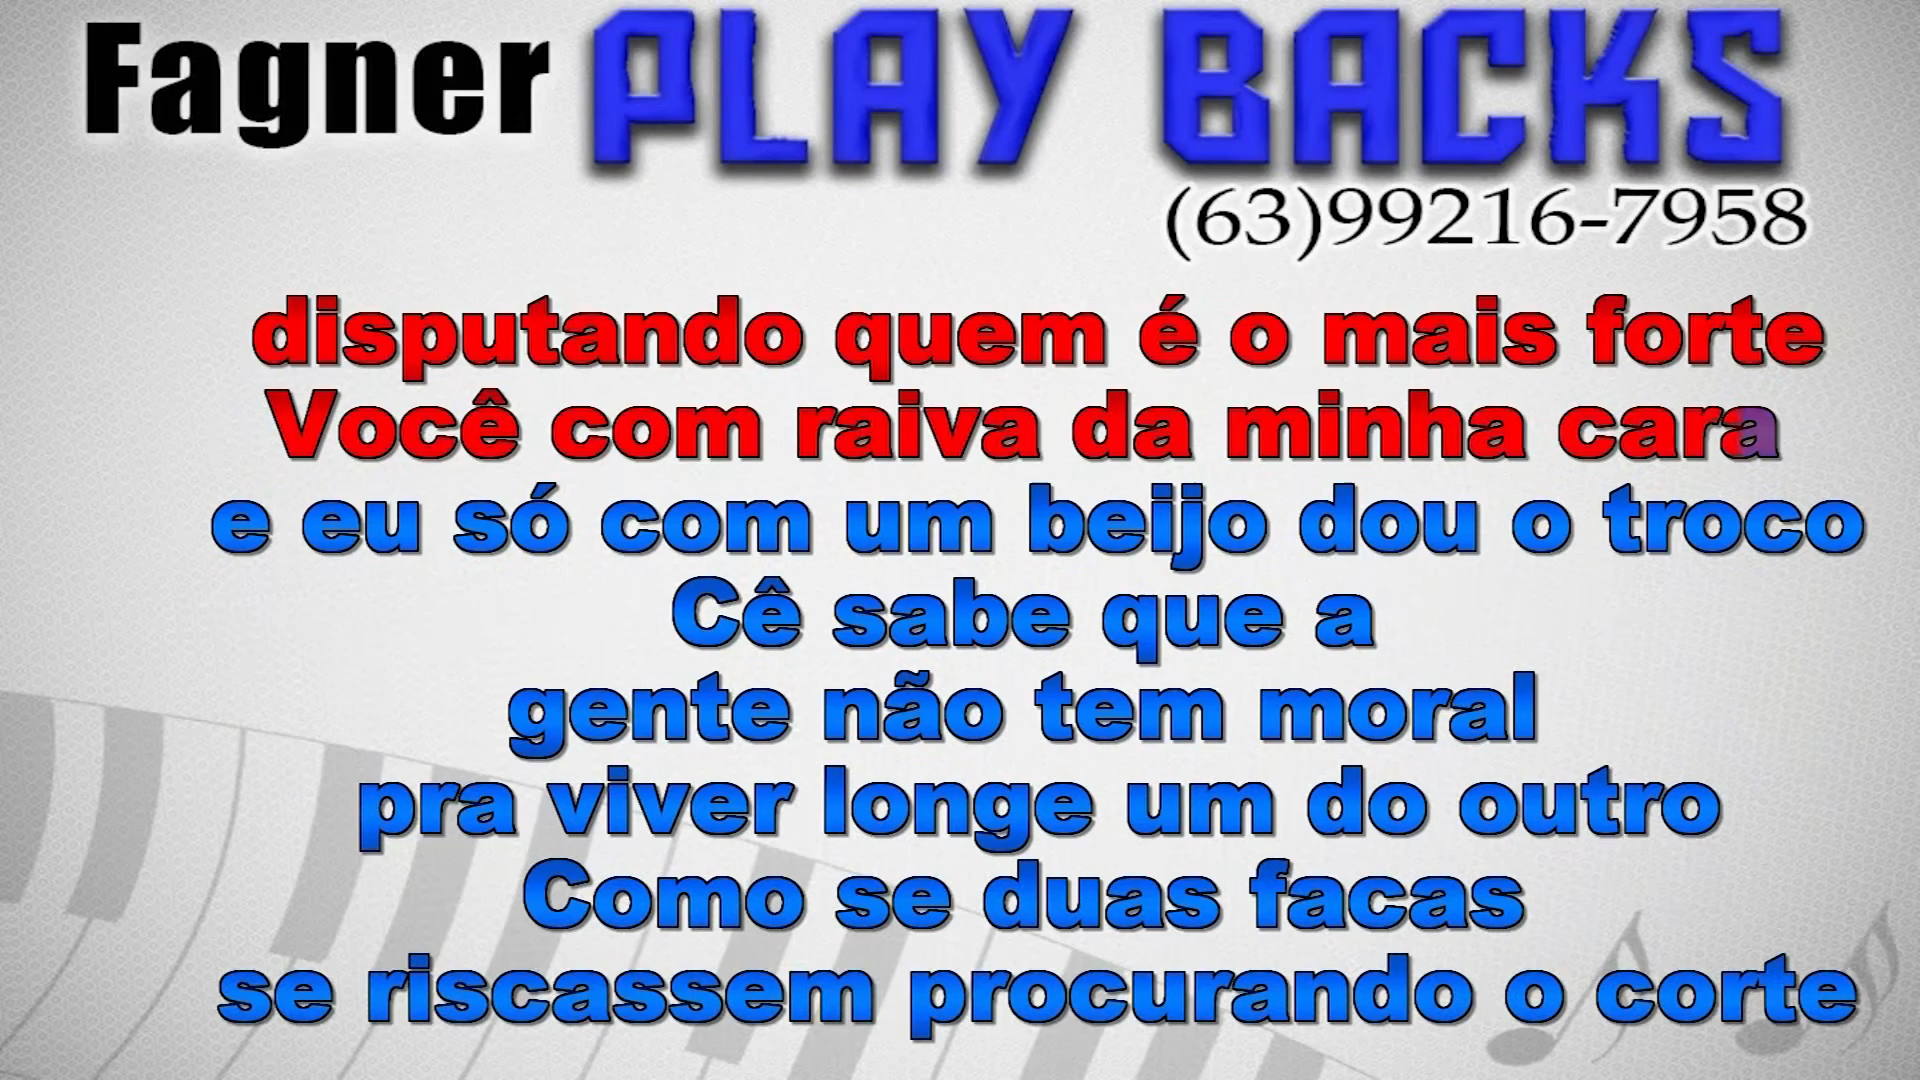 Fagner PLAY BACKS
(63)99216-7958
disputando quem é o mais forte
Você com raiva da minha cara
e eu só com um beijo dou o troco
Cê sabe que a
gente não tem moral
pra viver longe um do outro
Como se duas facas
se riscassem procurando o corte